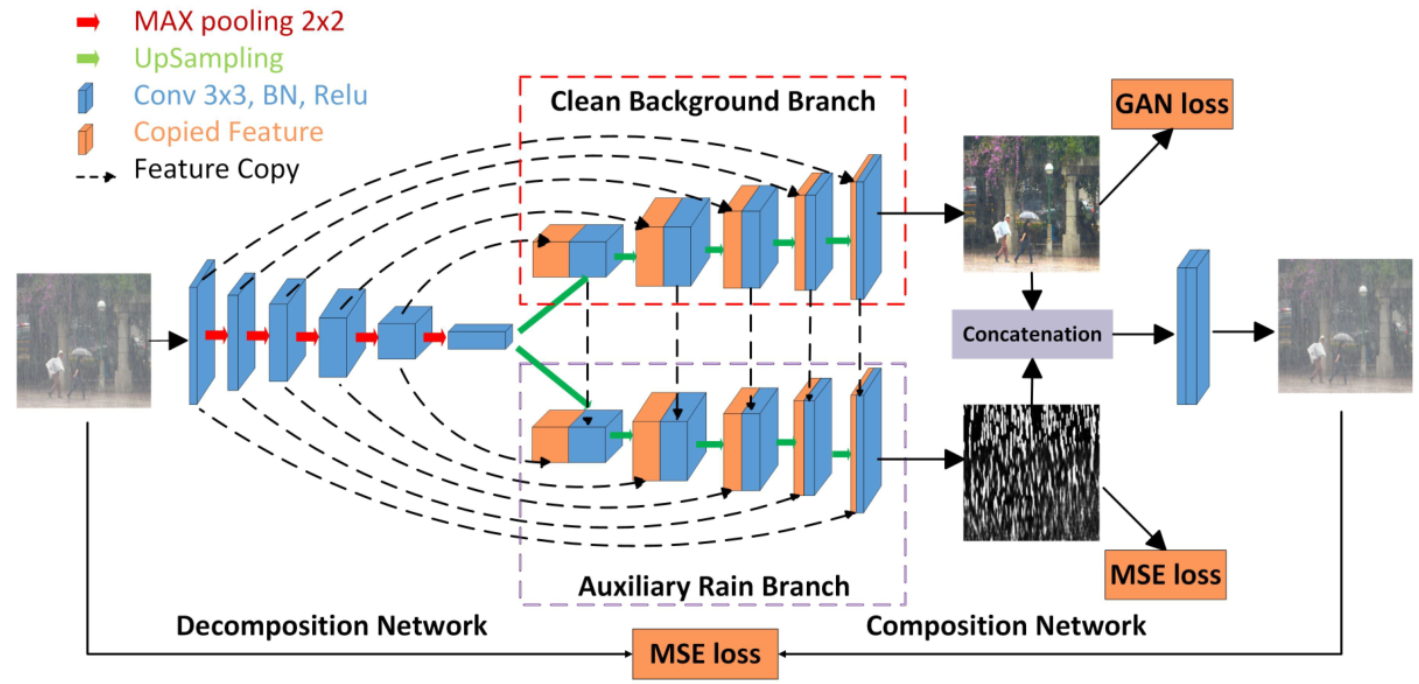 MAX pooling 2x2
UpSampling
Conv 3x3, BN, Relu
Copied Feature
Feature Copy
Clean Background Branch
GAN loss
Concatenation
Auxiliary Rain Branch
MSE loss
Decomposition Network
Composition Network
MSE loss